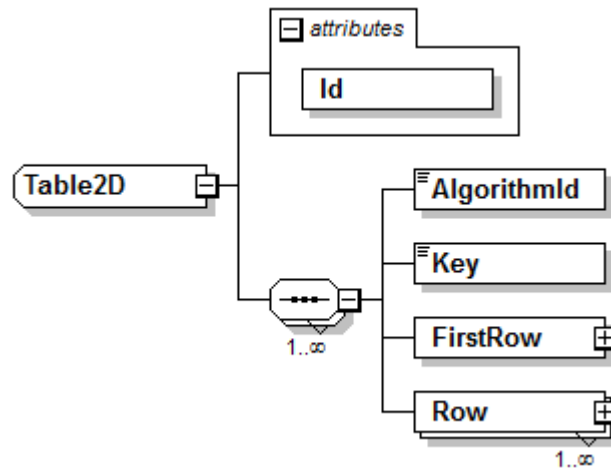 attributes
Id
Table2D
AlgorithmId
Key
1..∞
FirstRow
Row
1..∞